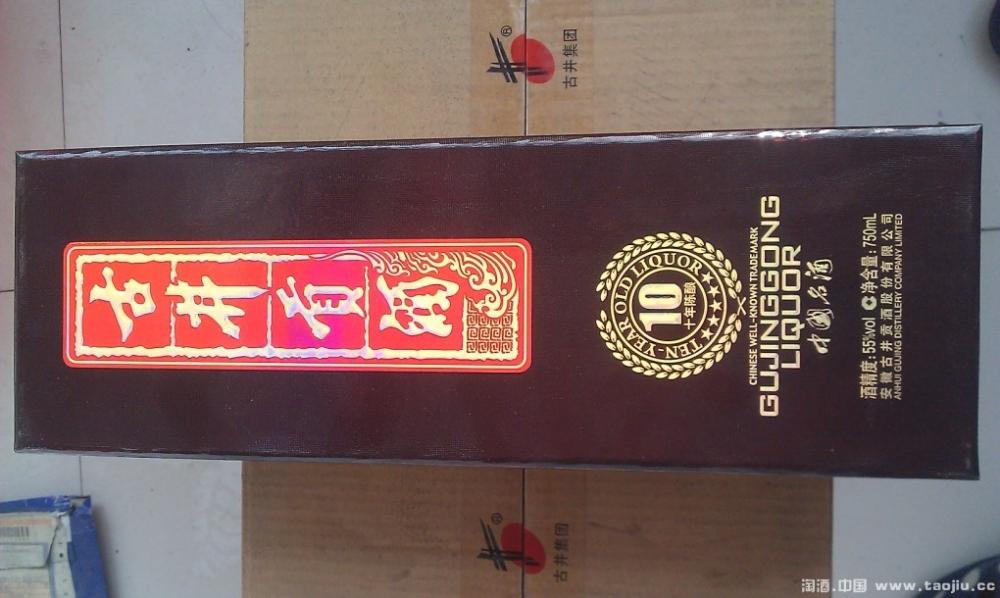 古井集团
®
古井贡酒
TEN-YEAR OLD LIQUOR
10
十年陈酿
CHINESE WELL-KNOWN TRADEMARK
GUJINGGONG
LIQUOR
中國名酒
酒精度:55%vol 净含量:750mL
安徽古井贡酒股份有限公司
ANHUI GUJING DISTILLERY COMPANY LIMITED
古井集团
®
淘酒.中国 www.taojiu.cc